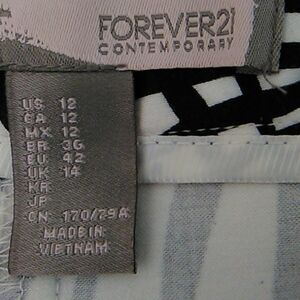 FOREVER21
CONTEMPORARY
US 12
CA 12
MX 12
BR 36
EU 42
UK 14
KR
JP
CN 170/79A
MADE IN
VIETNAM